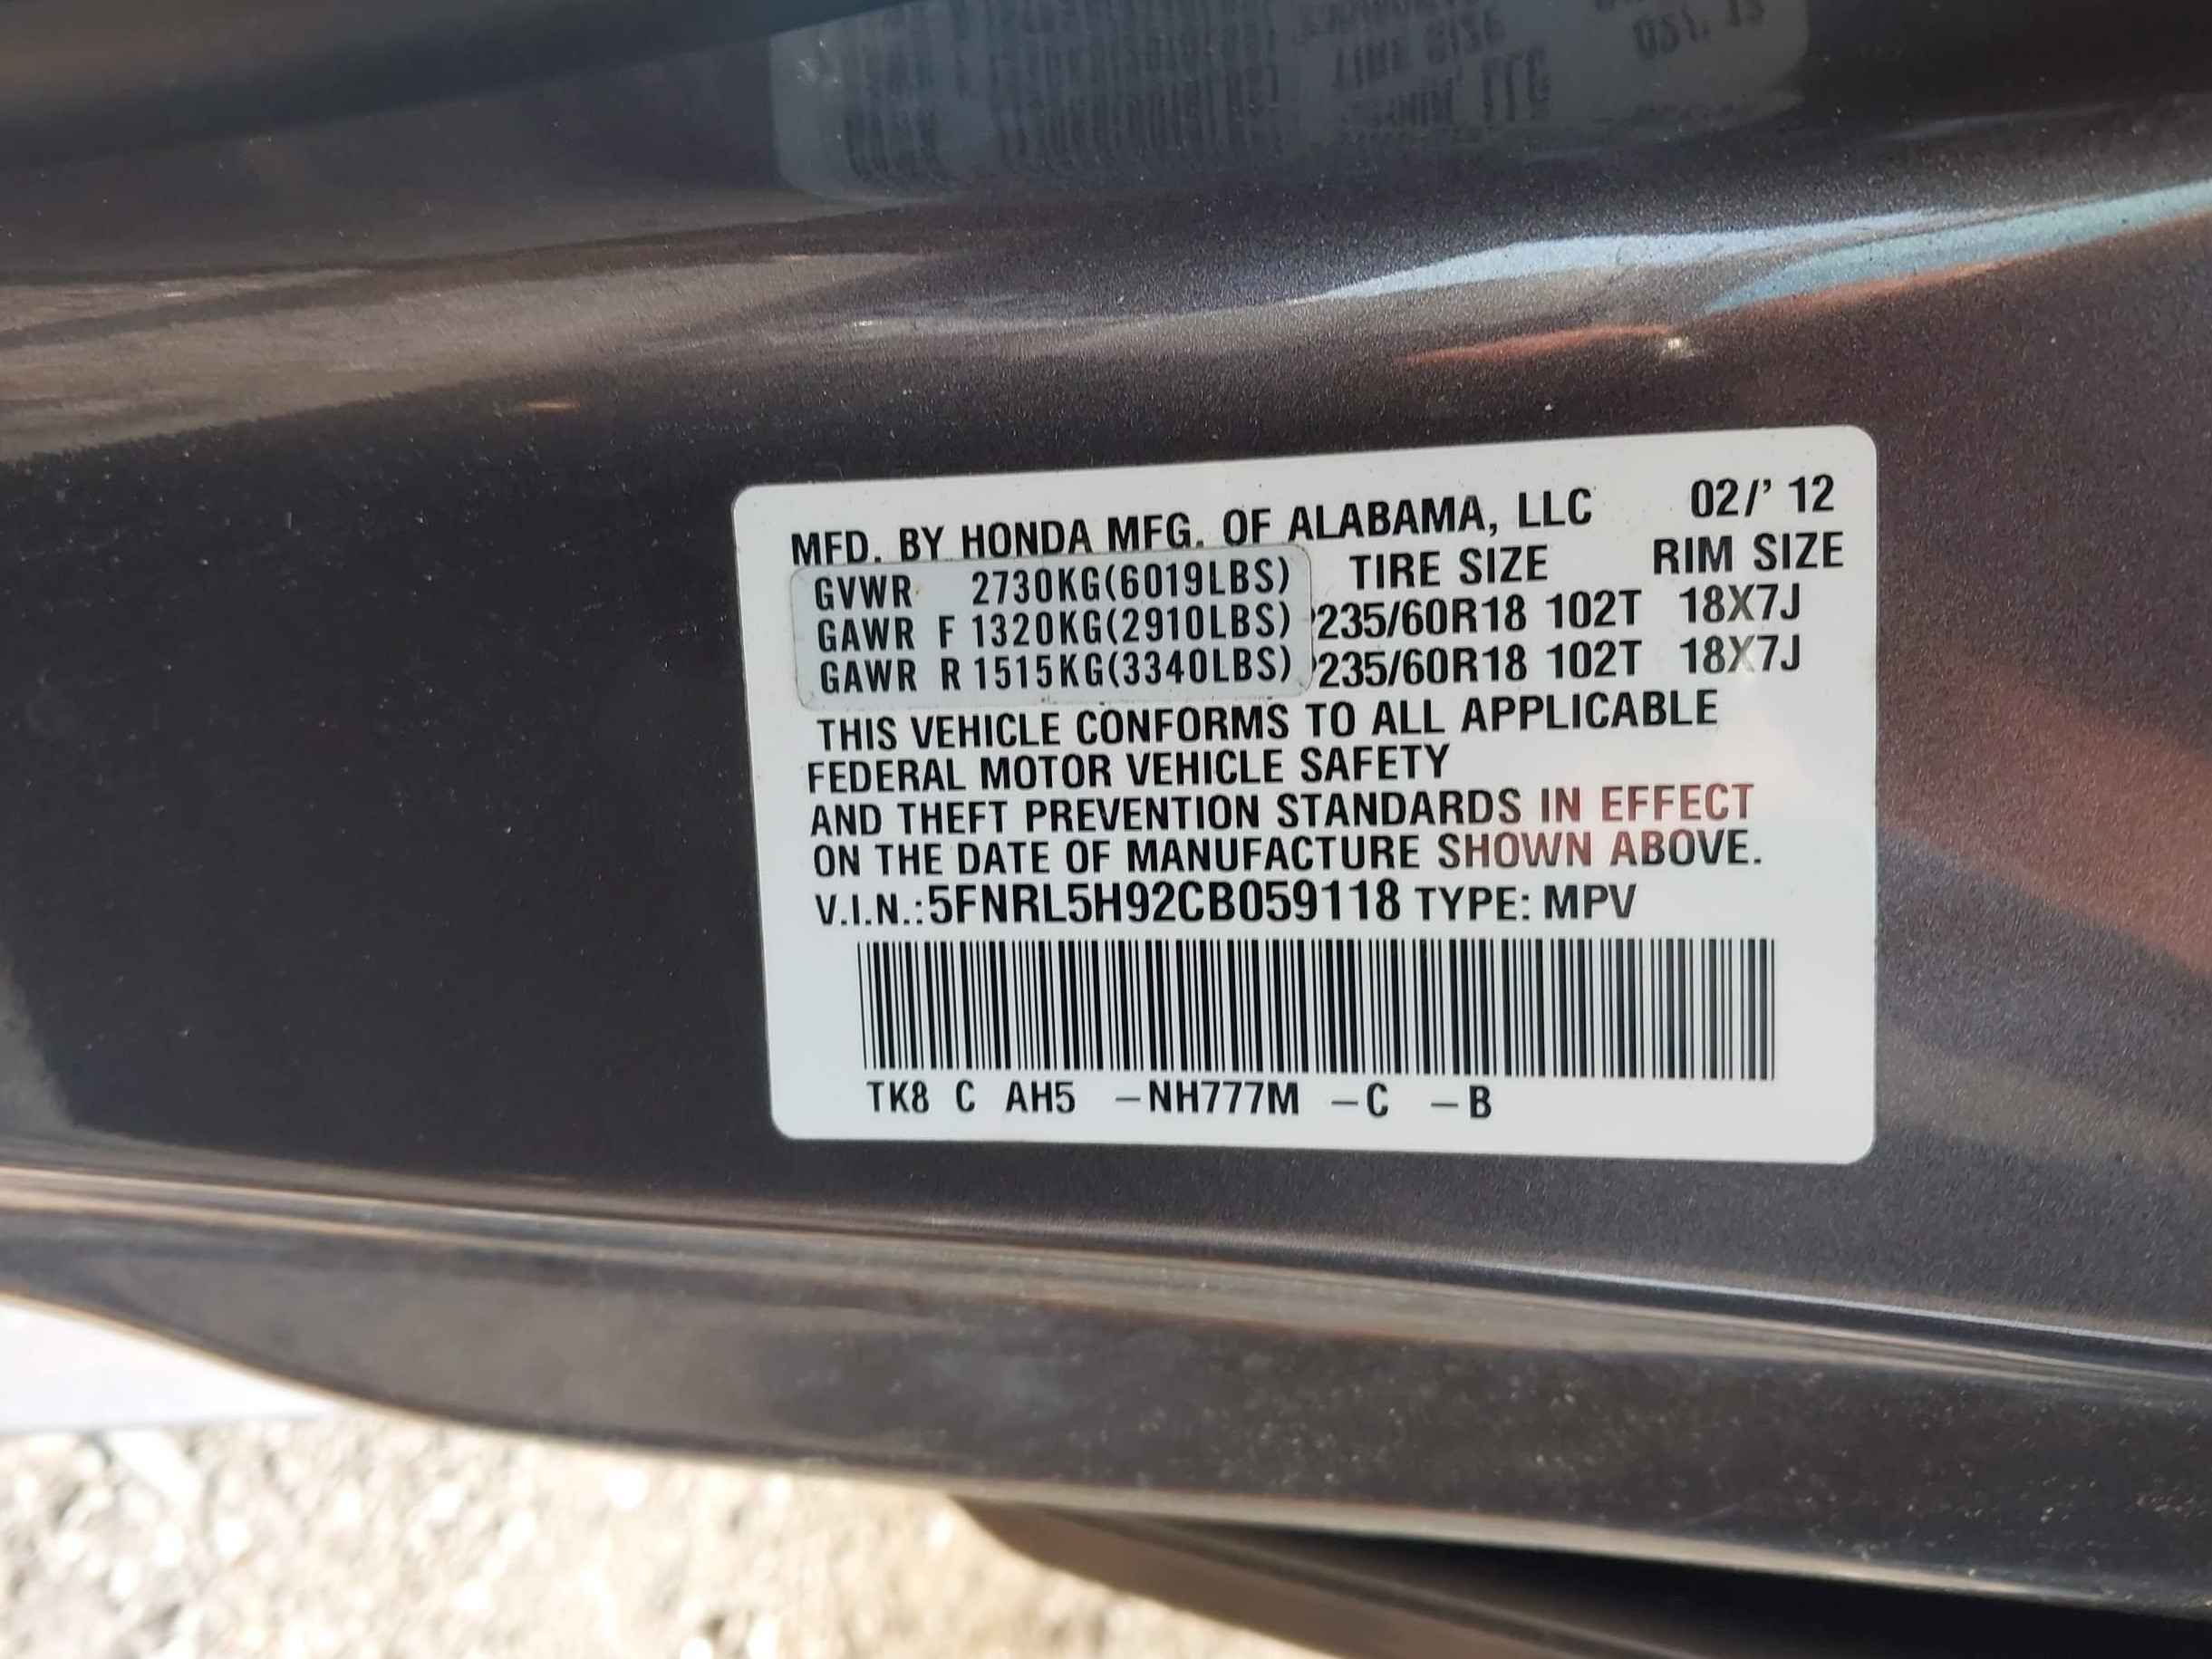 MFD. BY HONDA MFG. OF ALABAMA, LLC 02/' 12
TIRE SIZE RIM SIZE
GVWR 2730KG(6019LBS)
GAWR F 1320KG(2910LBS) 235/60R18 102T 18X7J
GAWR R 1515KG(3340LBS) 235/60R18 102T 18X7J
THIS VEHICLE CONFORMS TO ALL APPLICABLE
FEDERAL MOTOR VEHICLE SAFETY
AND THEFT PREVENTION STANDARDS IN EFFECT
ON THE DATE OF MANUFACTURE SHOWN ABOVE.
V.I.N.:5FNRL5H92CB059118 TYPE: MPV
TK8 C AH5 –NH777M –C –B